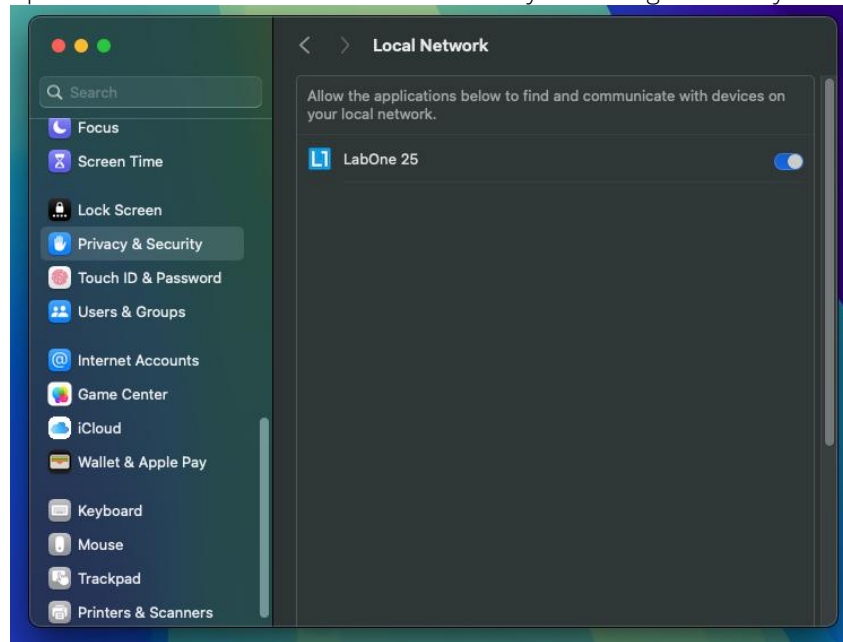 Local Network
Search
Allow the applications below to find and communicate with devices on
your local network.
Focus
Screen Time
LabOne 25
Lock Screen
Privacy & Security
Touch ID & Password
Users & Groups
Internet Accounts
Game Center
iCloud
Wallet & Apple Pay
Keyboard
Mouse
Trackpad
Printers & Scanners